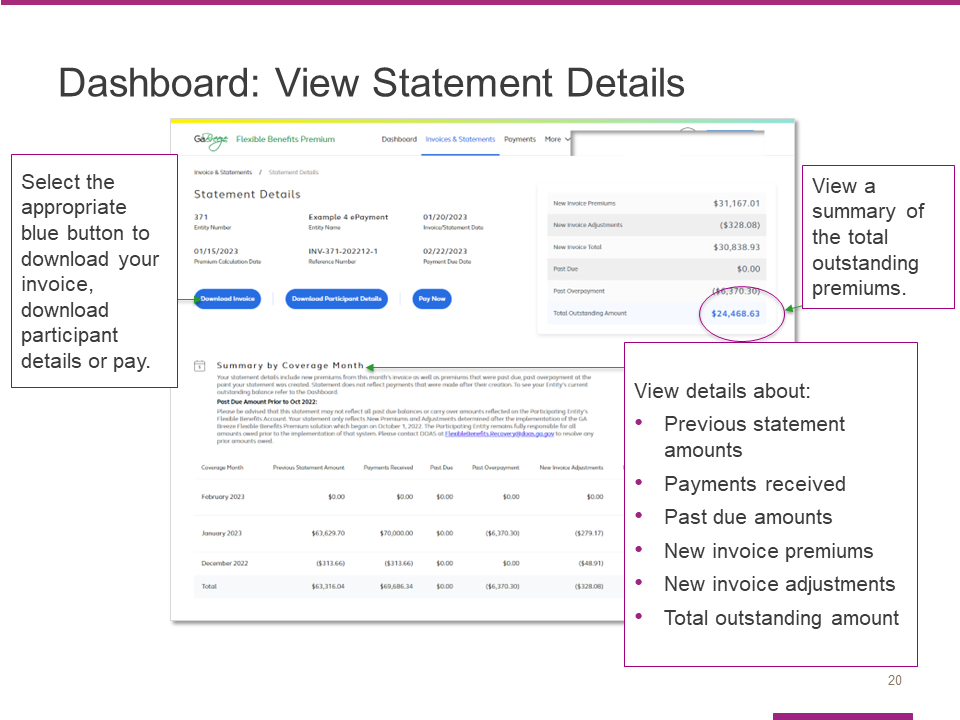 Dashboard: View Statement Details
GaBreeze Flexible Benefits Premium Dashboard Invoices & Statements Payments More
Select the
appropriate
blue button to
download your
invoice,
download
participant
details or pay.
Invoice & Statements / Statement Details
Statement Details
371 Example 4 ePayment 01/20/2023
Entity Number Entity Name Invoice/Statement Date
01/15/2023 INV-371-202212-1 02/22/2023
Premium Calculation Date Reference Number Payment Due Date
Download Invoice Download Participant Details Pay Now
New Invoice Premiums $31,167.01
New Invoice Adjustments ($328.08)
New Invoice Total $30,838.93
Past Due $0.00
Past Overpayment ($6,370.30)
Total Outstanding Amount $24,468.63
View a
summary of
the total
outstanding
premiums.
Summary by Coverage Month
Your statement details include new premiums from this month's invoice as well as premiums that were past due, past overpayment at the
point your statement was created. Statement does not reflect payments that were made after their creation. To see your Entity's current
outstanding balance refer to the Dashboard.
Past Due Amount Prior to Oct 2022:
Please be advised that this statement may not reflect all past due balances or carry over amounts reflected on the Participating Entity's
Flexible Benefits Account. Your statement only reflects New Premiums and Adjustments determined after the implementation of the GA
Breeze Flexible Benefits Premium solution which began on October 1, 2022. The Participating Entity remains fully responsible for all
amounts owed prior to the implementation of that system. Please contact DOAS at FlexibleBenefits.Recovery@doas.ga.gov to resolve any
prior amounts owed.
Coverage Month Previous Statement Amount Payments Received Past Due Past Overpayment New Invoice Adjustments
February 2023 $0.00 $0.00 $0.00 $0.00 $0.00
January 2023 $63,629.70 $70,000.00 $0.00 ($6,370.30) ($279.17)
December 2022 ($313.66) ($313.66) $0.00 $0.00 ($48.91)
Total $63,316.04 $69,686.34 $0.00 ($6,370.30) ($328.08)
View details about:
• Previous statement
amounts
• Payments received
• Past due amounts
• New invoice premiums
• New invoice adjustments
• Total outstanding amount
20